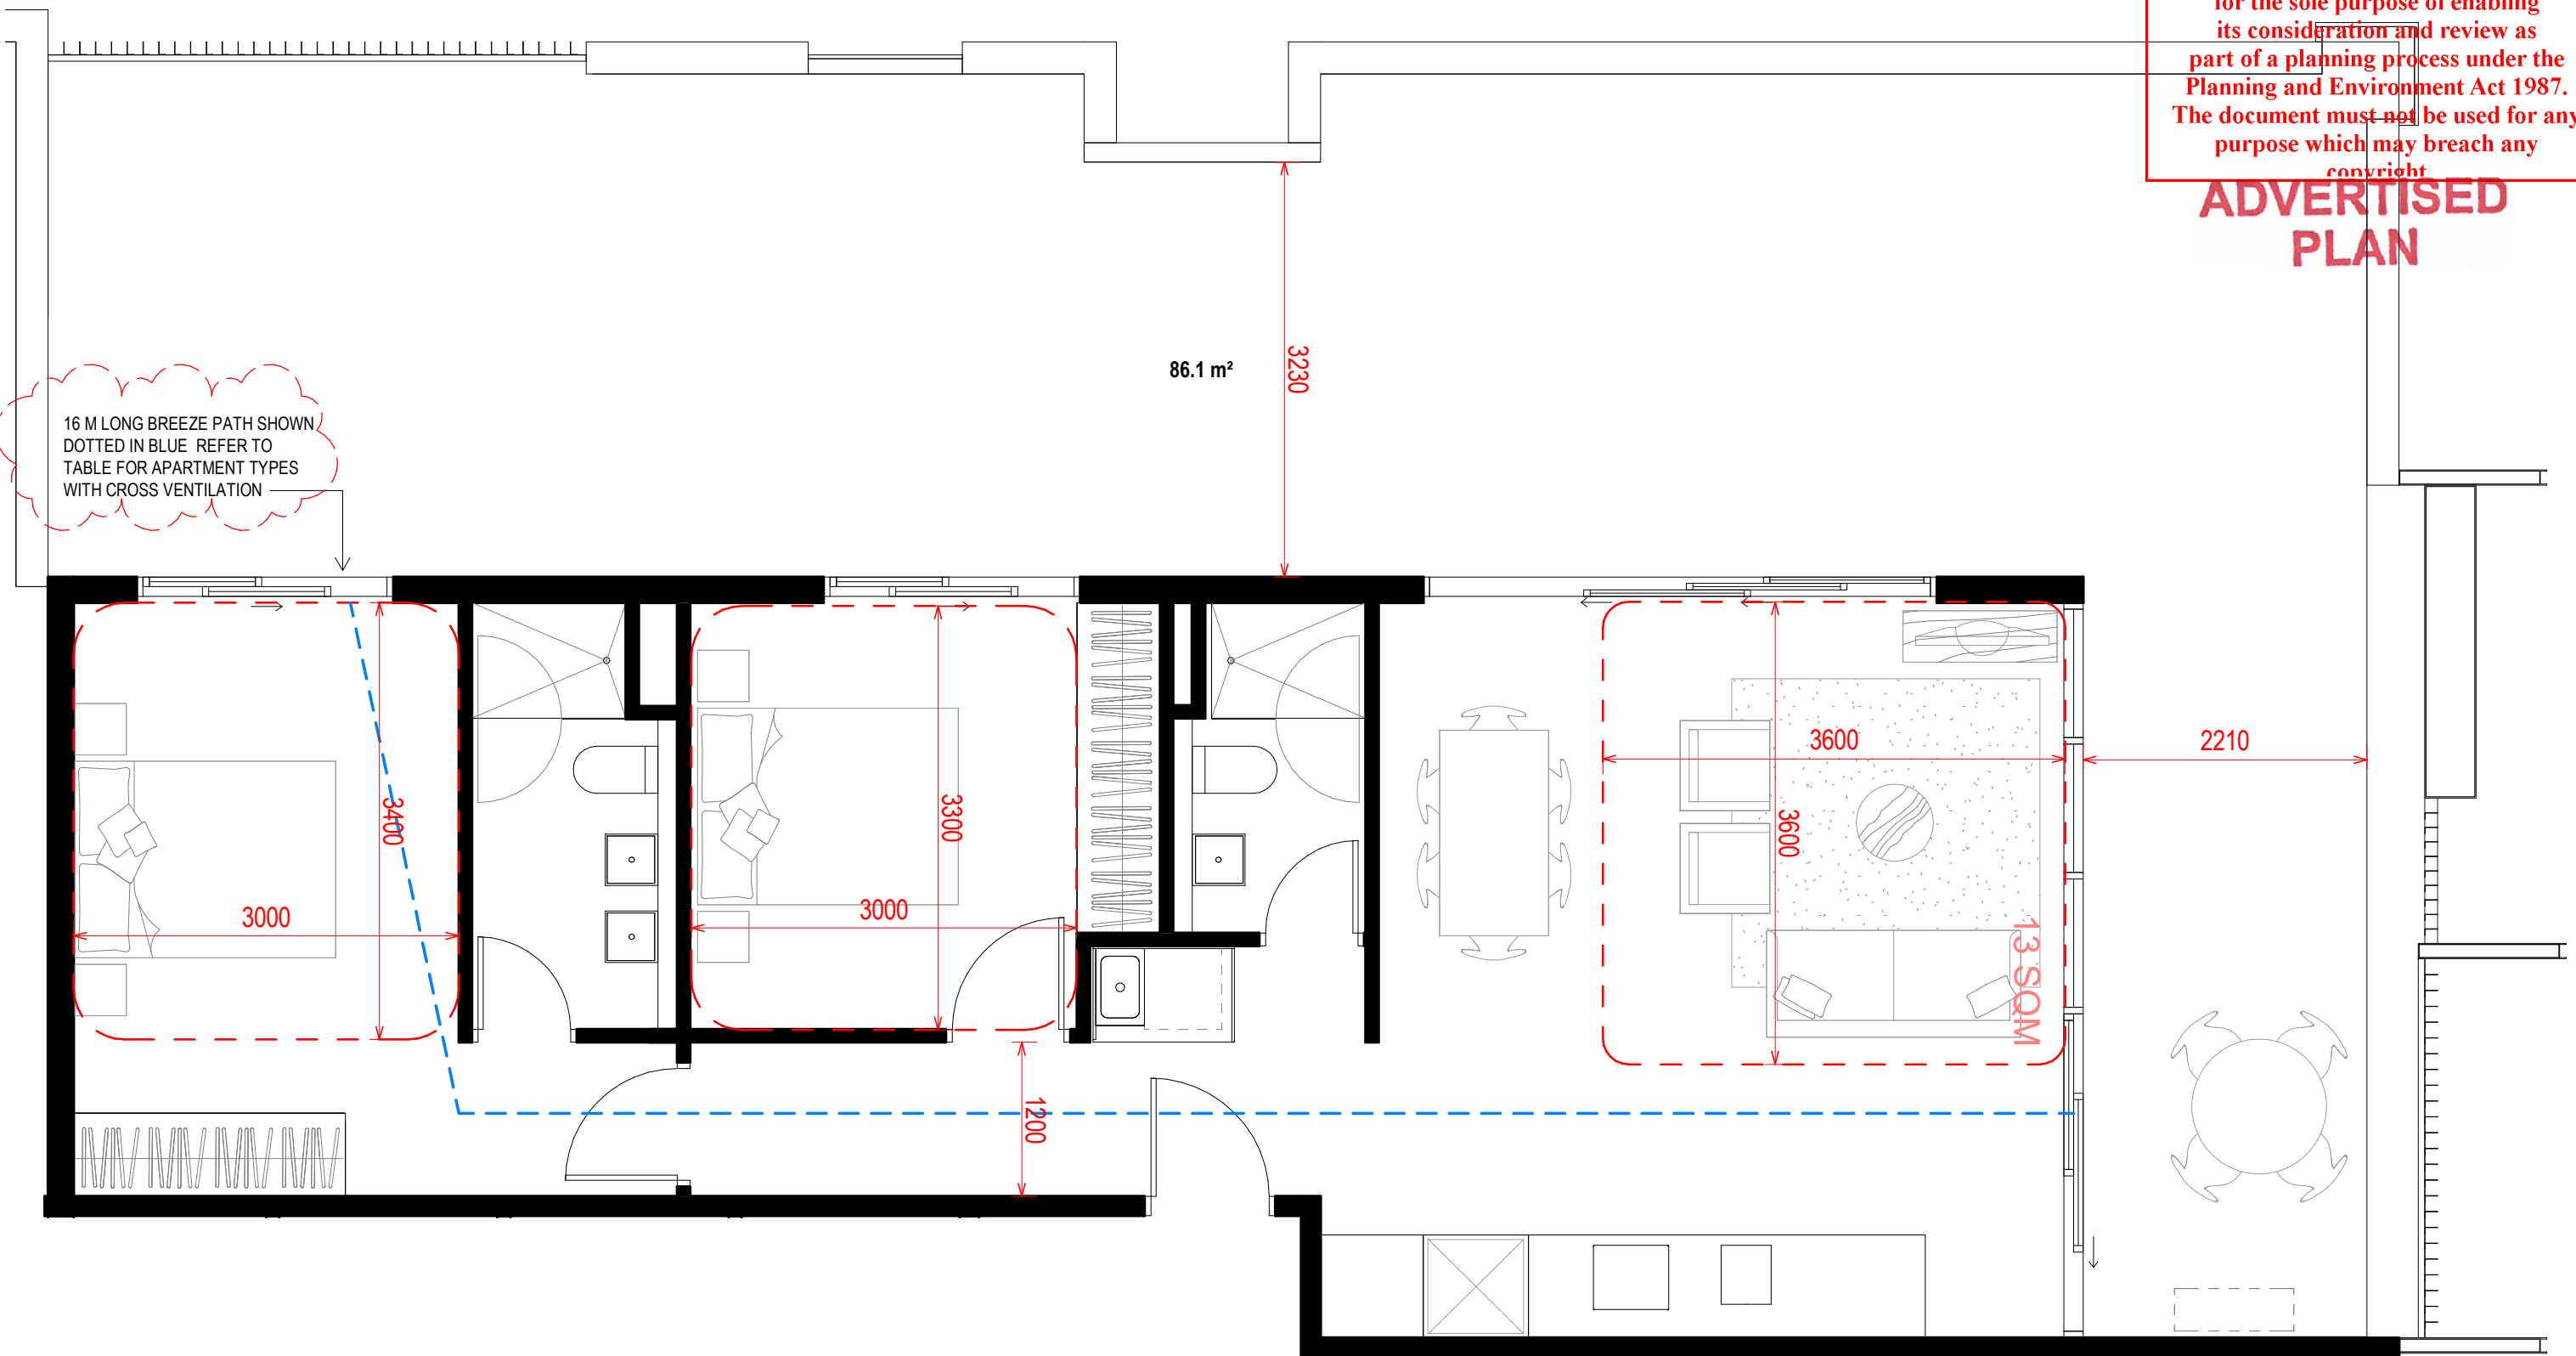 for the sole purpose of enabling
its consideration and review as
part of a planning process under the
Planning and Environment Act 1987.
The document must not be used for any
purpose which may breach any
copyright
ADVERTISED
PLAN
86.1 m²
3230
16 M LONG BREEZE PATH SHOWN
DOTTED IN BLUE REFER TO
TABLE FOR APARTMENT TYPES
WITH CROSS VENTILATION
3400
3000
3300
3000
1200
3600
3600
13 SQM
2210